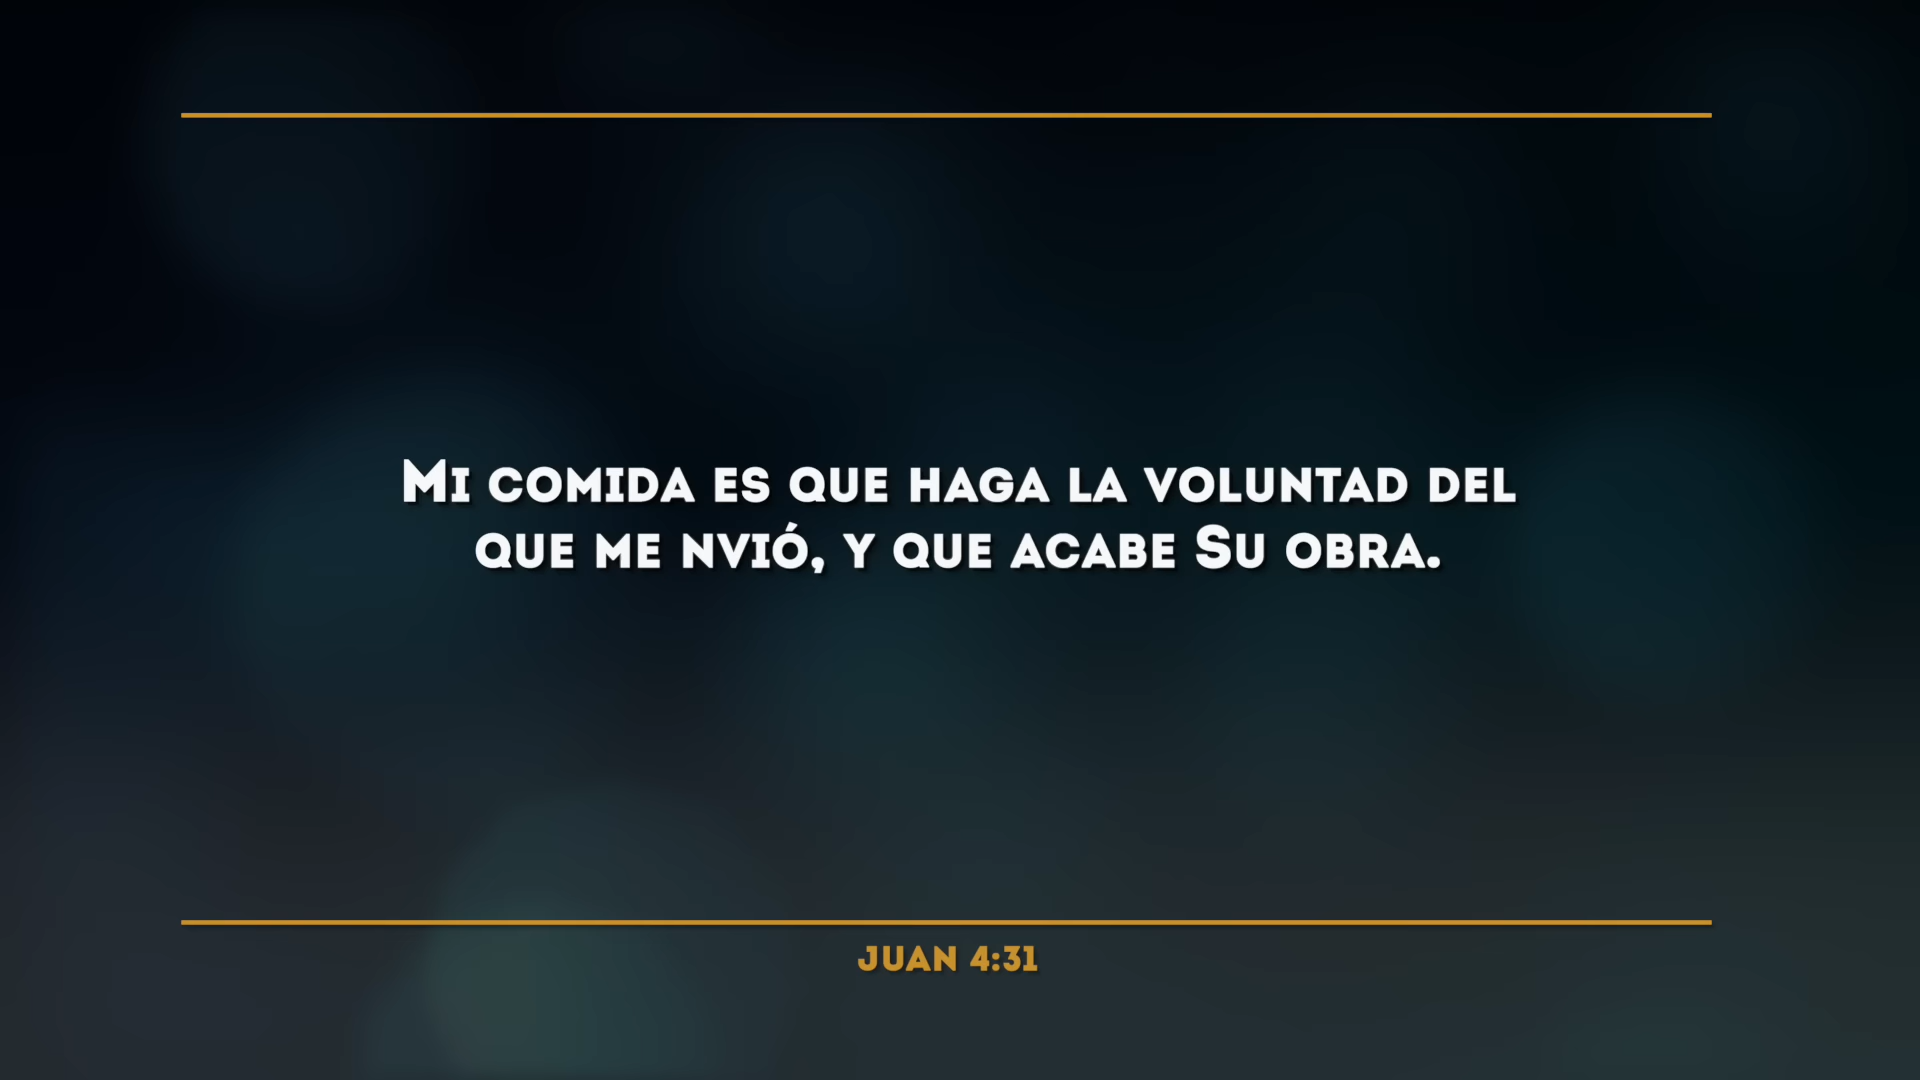 Mi comida es que haga la voluntad del
que me nvió, y que acabe Su obra.
JUAN 4:31